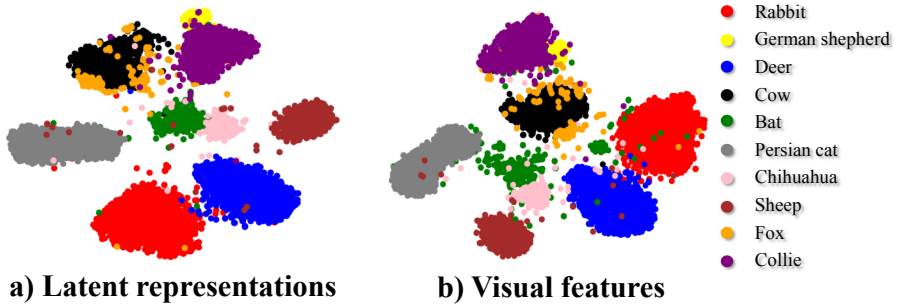 Rabbit
German shepherd
Deer
Cow
Bat
Persian cat
Chihuahua
Sheep
Fox
Collie
a) Latent representations
b) Visual features